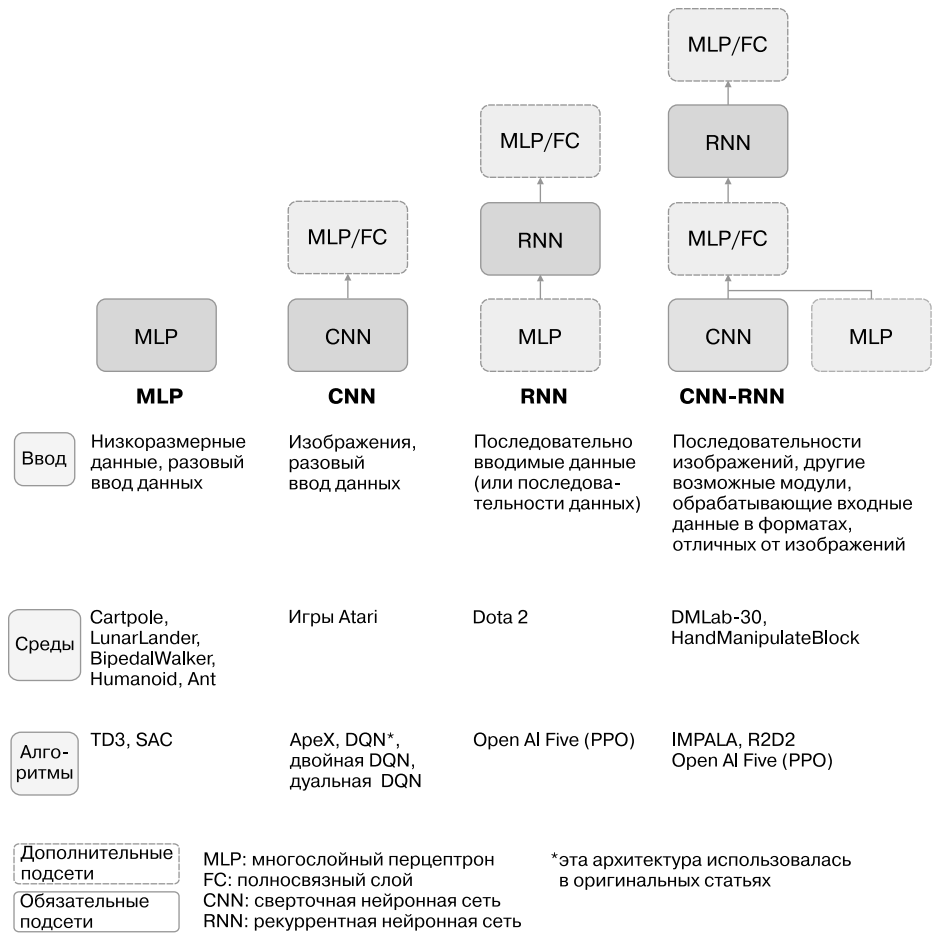 MLP/FC
MLP/FC
RNN
MLP/FC
RNN
MLP/FC
MLP
CNN
MLP
CNN
MLP
MLP
CNN
RNN
CNN-RNN
Ввод
Низкоразмерные
данные, разовый
ввод данных
Изображения,
разовый
ввод данных
Последовательно
вводимые данные
(или последова-
тельности данных)
Последовательности
изображений, другие
возможные модули,
обрабатывающие входные
данные в форматах,
отличных от изображений
Среды
Cartpole,
LunarLander,
BipedalWalker,
Humanoid, Ant
Игры Atari
Dota 2
DMLab-30,
HandManipulateBlock
Алго-
ритмы
TD3, SAC
ApeX, DQN*,
двойная DQN,
дуальная DQN
Open AI Five (PPO)
IMPALA, R2D2
Open AI Five (PPO)
Дополнительные
подсети
Обязательные
подсети
MLP: многослойный перцептрон
FC: полносвязный слой
CNN: сверточная нейронная сеть
RNN: рекуррентная нейронная сеть
*эта архитектура использовалась
в оригинальных статьях